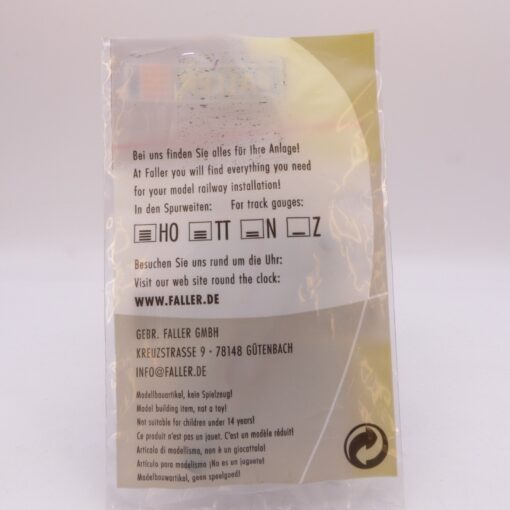 Bei uns finden Sie alles für Ihre Anlage!
At Faller you will find everything you need
for your model railway installation!
In den Spurweiten: For track gauges:
HO TT N Z
Besuchen Sie uns rund um die Uhr:
Visit our web site round the clock:
WWW.FALLER.DE
GEBR. FALLER GMBH
KREUZSTRASSE 9 · 78148 GÜTENBACH
INFO@FALLER.DE
Modellbauartikel, kein Spielzeug!
Model building item, not a toy!
Not suitable for children under 14 years!
Ce produit n'est pas un jouet. C'est un modèle réduit!
Articolo di modellismo, non è un giocattolo!
Artículo para modelismo ¡No es un juguete!
Modelbouwartikel, geen speelgoed!